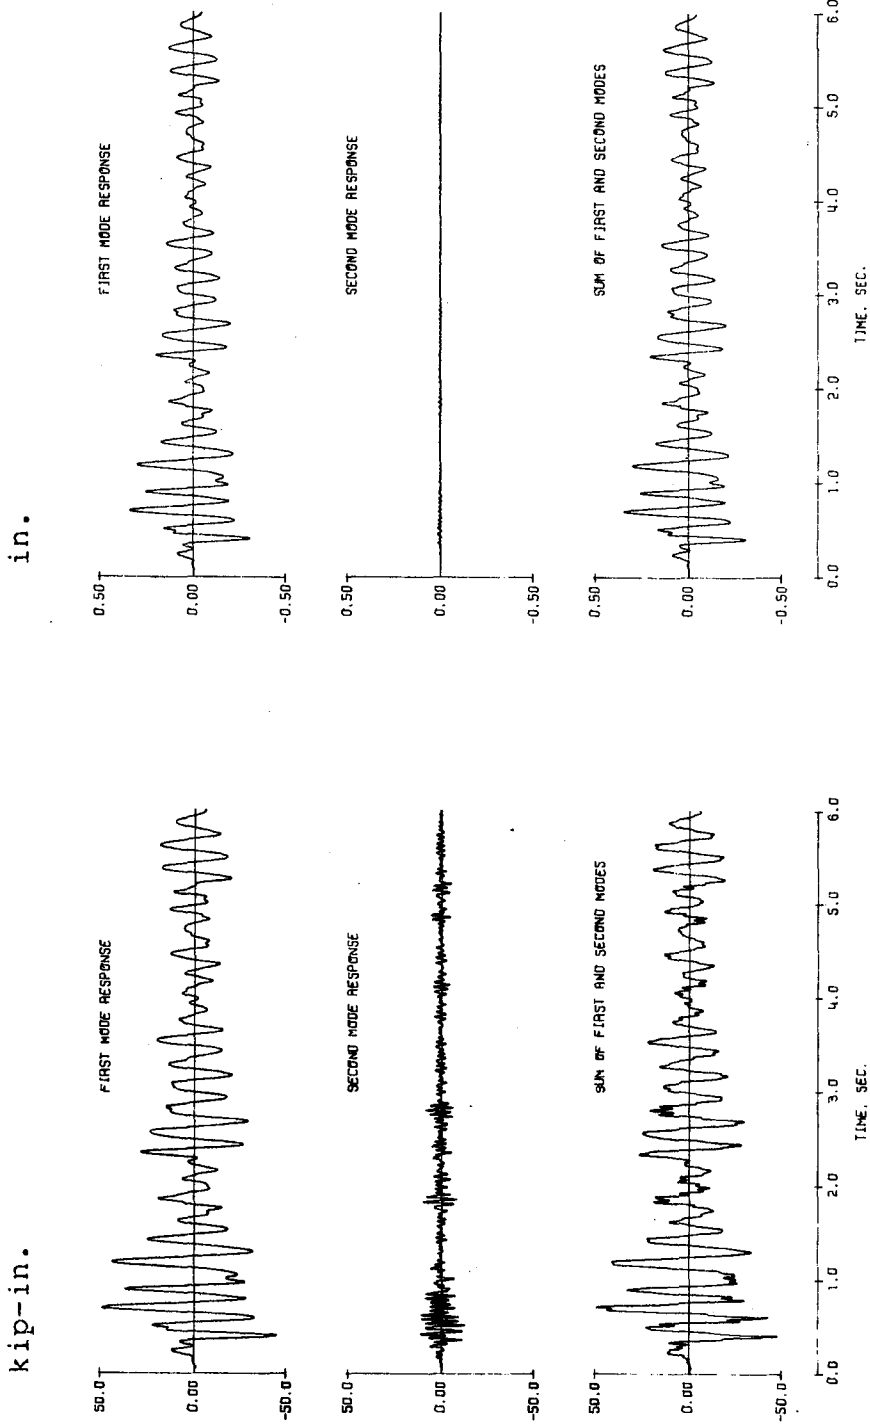 kip-in.
50.0
0.00
-50.0
FIRST MODE RESPONSE
50.0
0.00
-50.0
SECOND MODE RESPONSE
50.0
0.00
-50.0
SUM OF FIRST AND SECOND MODES
0.0 1.0 2.0 3.0 4.0 5.0 6.0
TIME, SEC.
in.
0.50
0.00
-0.50
FIRST MODE RESPONSE
0.50
0.00
-0.50
SECOND MODE RESPONSE
0.50
0.00
-0.50
SUM OF FIRST AND SECOND MODES
0.0 1.0 2.0 3.0 4.0 5.0 6.0
TIME, SEC.